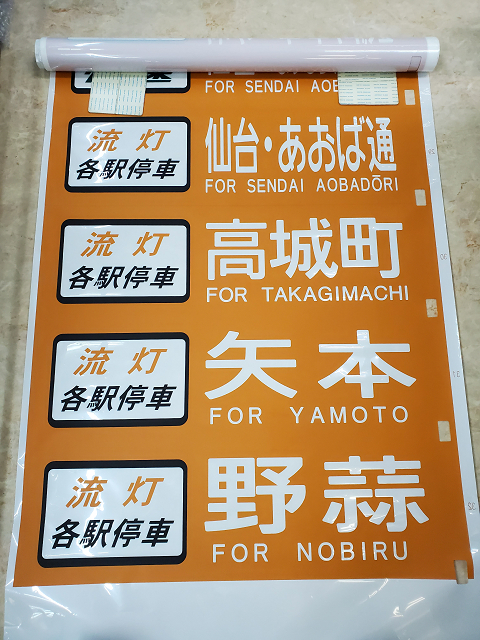 FOR SENDAI AOB
流灯
各駅停車
仙台・あおば通
FOR SENDAI AOBADŌRI
流灯
各駅停車
高城町
FOR TAKAGIMACHI
流灯
各駅停車
矢本
FOR YAMOTO
流灯
各駅停車
野蒜
FOR NOBIRU